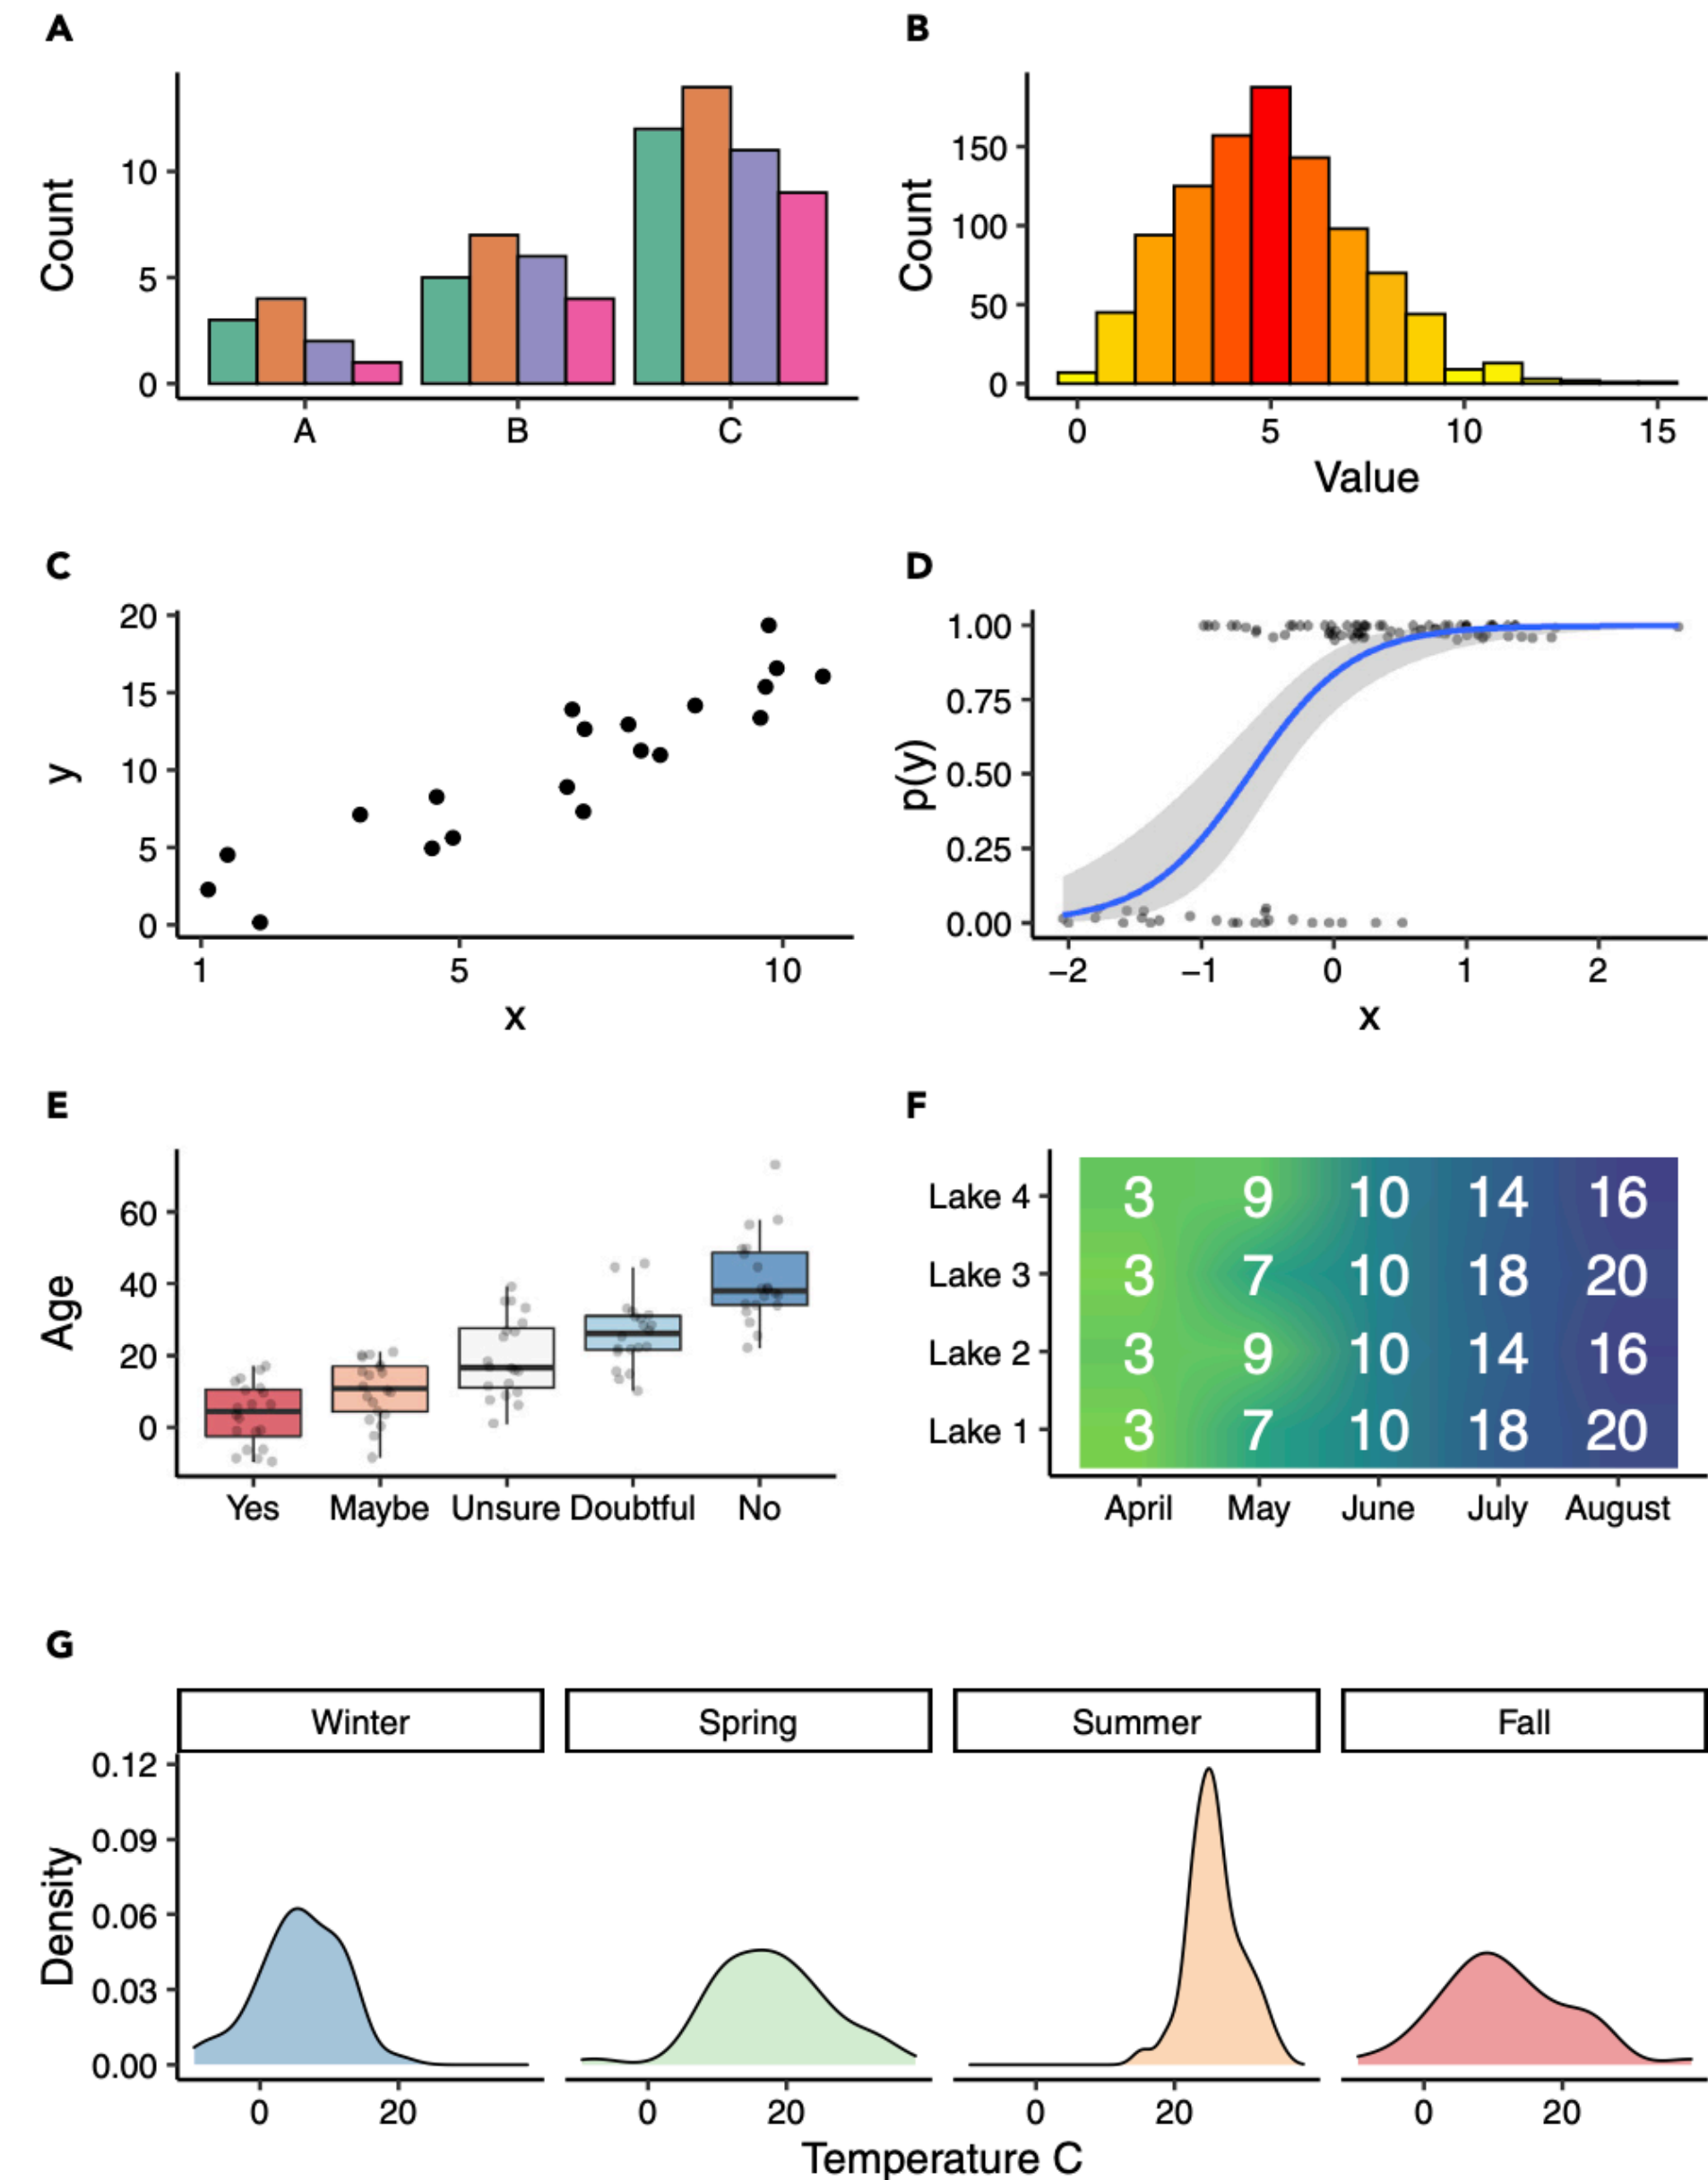 A
Count
10
5
0
A B C
B
Count
150
100
50
0
0 5 10 15
Value
C
y
20
15
10
5
0
1 5 10
x
D
p(y)
1.00
0.75
0.50
0.25
0.00
−2 −1 0 1 2
x
E
Age
60
40
20
0
Yes Maybe Unsure Doubtful No
F
Lake 4 3 9 10 14 16
Lake 3 3 7 10 18 20
Lake 2 3 9 10 14 16
Lake 1 3 7 10 18 20
April May June July August
G
Winter Spring Summer Fall
Density
0.12
0.09
0.06
0.03
0.00
0 20 0 20 0 20 0 20
Temperature C